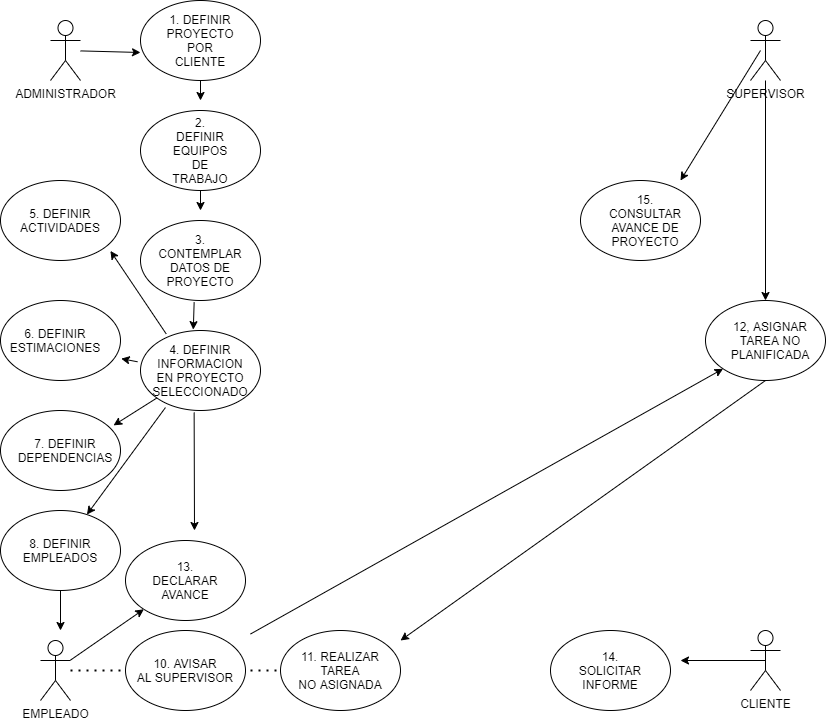 1. DEFINIR
PROYECTO
POR
CLIENTE
ADMINISTRADOR
SUPERVISOR
2.
DEFINIR
EQUIPOS
DE
TRABAJO
5. DEFINIR
ACTIVIDADES
15.
CONSULTAR
AVANCE DE
PROYECTO
3.
CONTEMPLAR
DATOS DE
PROYECTO
6. DEFINIR
ESTIMACIONES
4. DEFINIR
INFORMACION
EN PROYECTO
SELECCIONADO
12, ASIGNAR
TAREA NO
PLANIFICADA
7. DEFINIR
DEPENDENCIAS
8. DEFINIR
EMPLEADOS
13.
DECLARAR
AVANCE
10. AVISAR
AL SUPERVISOR
11. REALIZAR
TAREA
NO ASIGNADA
14.
SOLICITAR
INFORME
EMPLEADO
CLIENTE